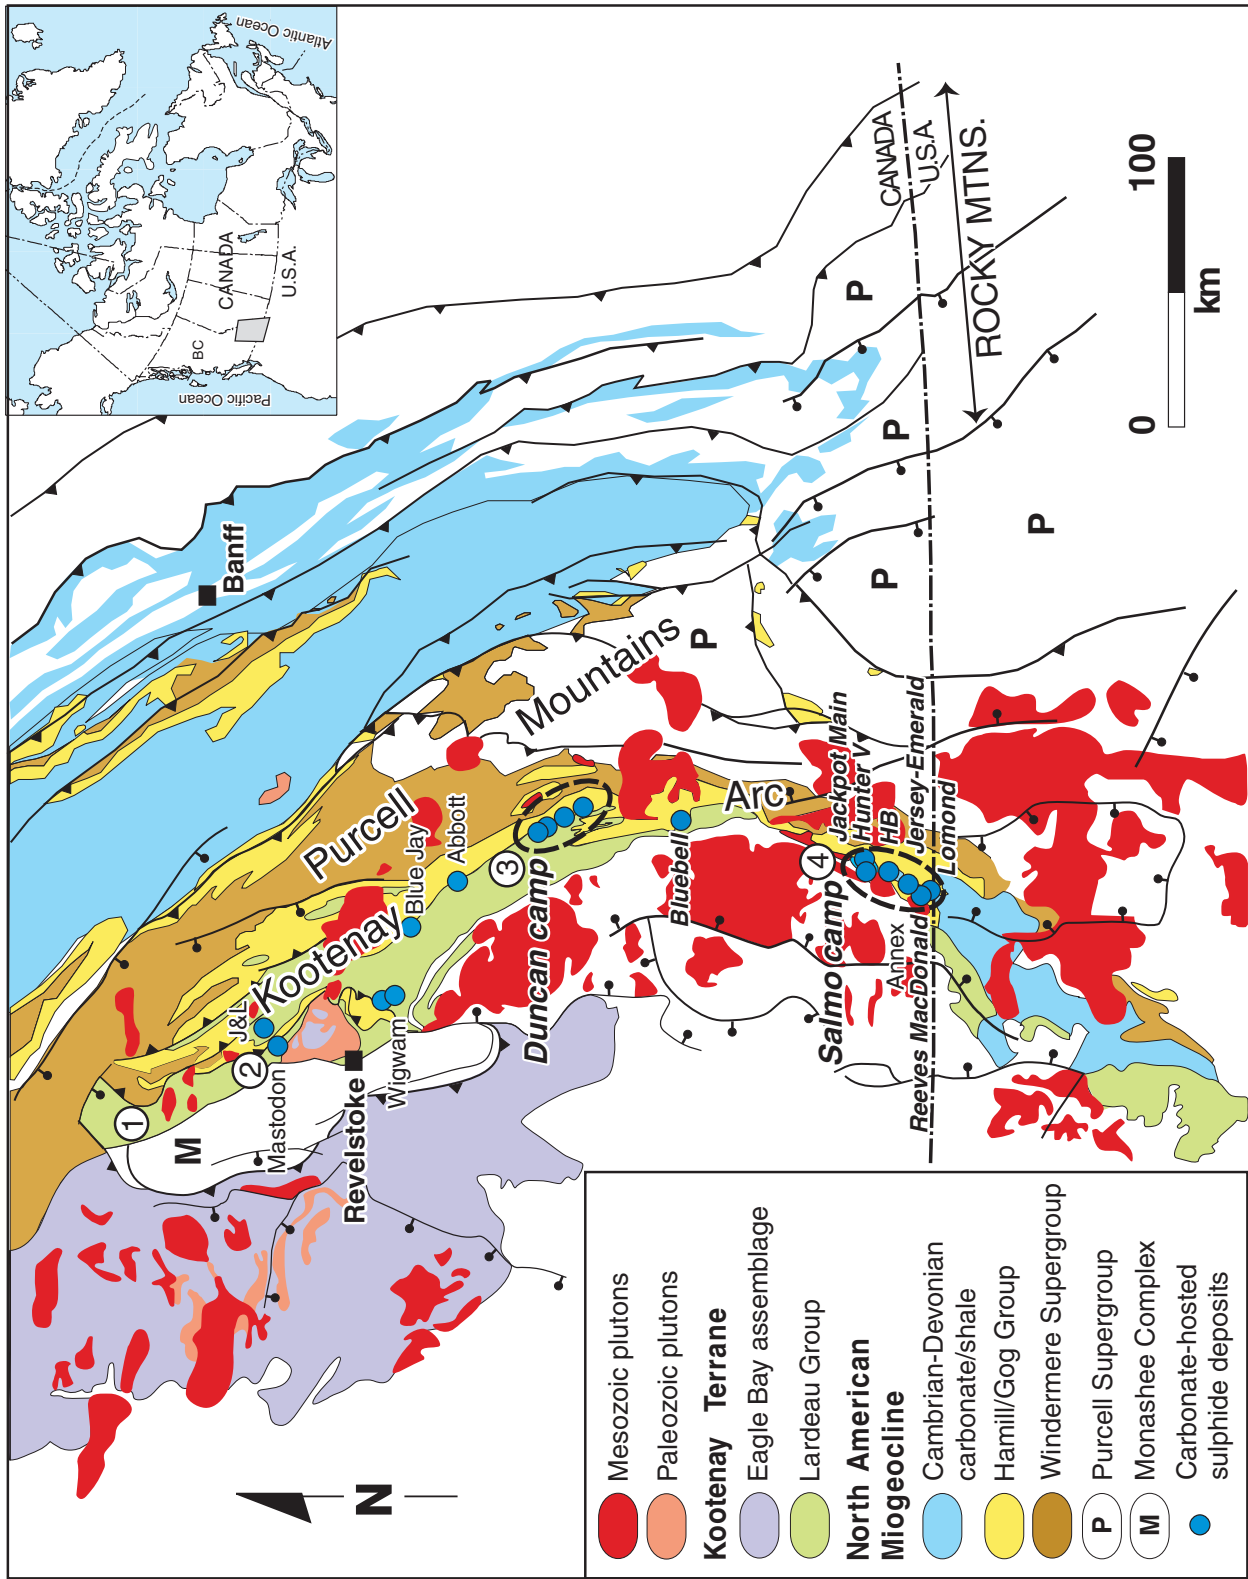 Pacific Ocean
Atlantic Ocean
BC
CANADA
U.S.A.
Banff
Purcell
Mountains
Kootenay
Arc
J&L
Mastodon
Revelstoke
Wigwam
Blue Jay
Abbott
Duncan camp
Bluebell
Salmo camp
Jackpot Main
Hunter V
HB
Jersey-Emerald
Lomond
Annex
Reeves MacDonald
1
2
3
4
M
P
P
P
P
P
CANADA
U.S.A.
ROCKY MTNS.
0
100
km
N
Mesozoic plutons
Paleozoic plutons
Kootenay Terrane
Eagle Bay assemblage
Lardeau Group
North American
Miogeocline
Cambrian-Devonian
carbonate/shale
Hamill/Gog Group
Windermere Supergroup
P
Purcell Supergroup
M
Monashee Complex
Carbonate-hosted
sulphide deposits